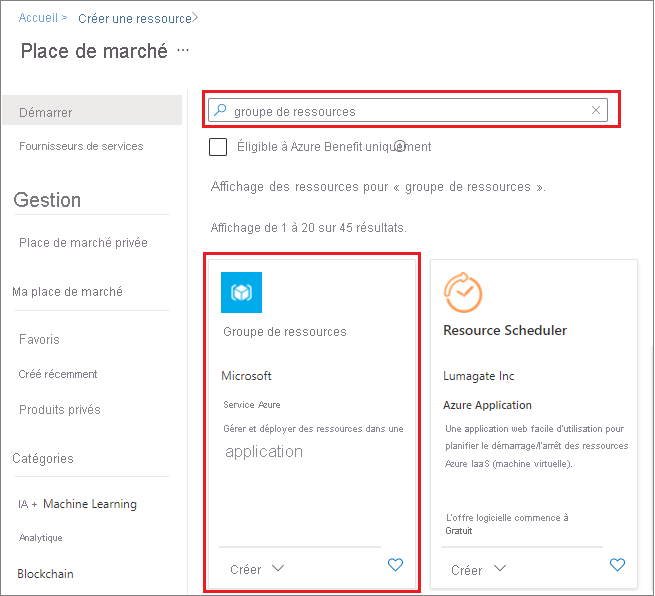 Accueil > Créer une ressource >
Place de marché ...
Démarrer
Fournisseurs de services
Gestion
Place de marché privée
Ma place de marché
Favoris
Créé récemment
Produits privés
Catégories
IA + Machine Learning
Analytique
Blockchain
groupe de ressources
Éligible à Azure Benefit uniquement
Affichage des ressources pour « groupe de ressources ».
Affichage de 1 à 20 sur 45 résultats.
Groupe de ressources
Microsoft
Service Azure
Gérer et déployer des ressources dans une
application
Créer
Resource Scheduler
Lumagate Inc
Azure Application
Une application web facile d'utilisation pour
planifier le démarrage/l'arrêt des ressources
Azure IaaS (machine virtuelle).
L'offre logicielle commence à
Gratuit
Créer